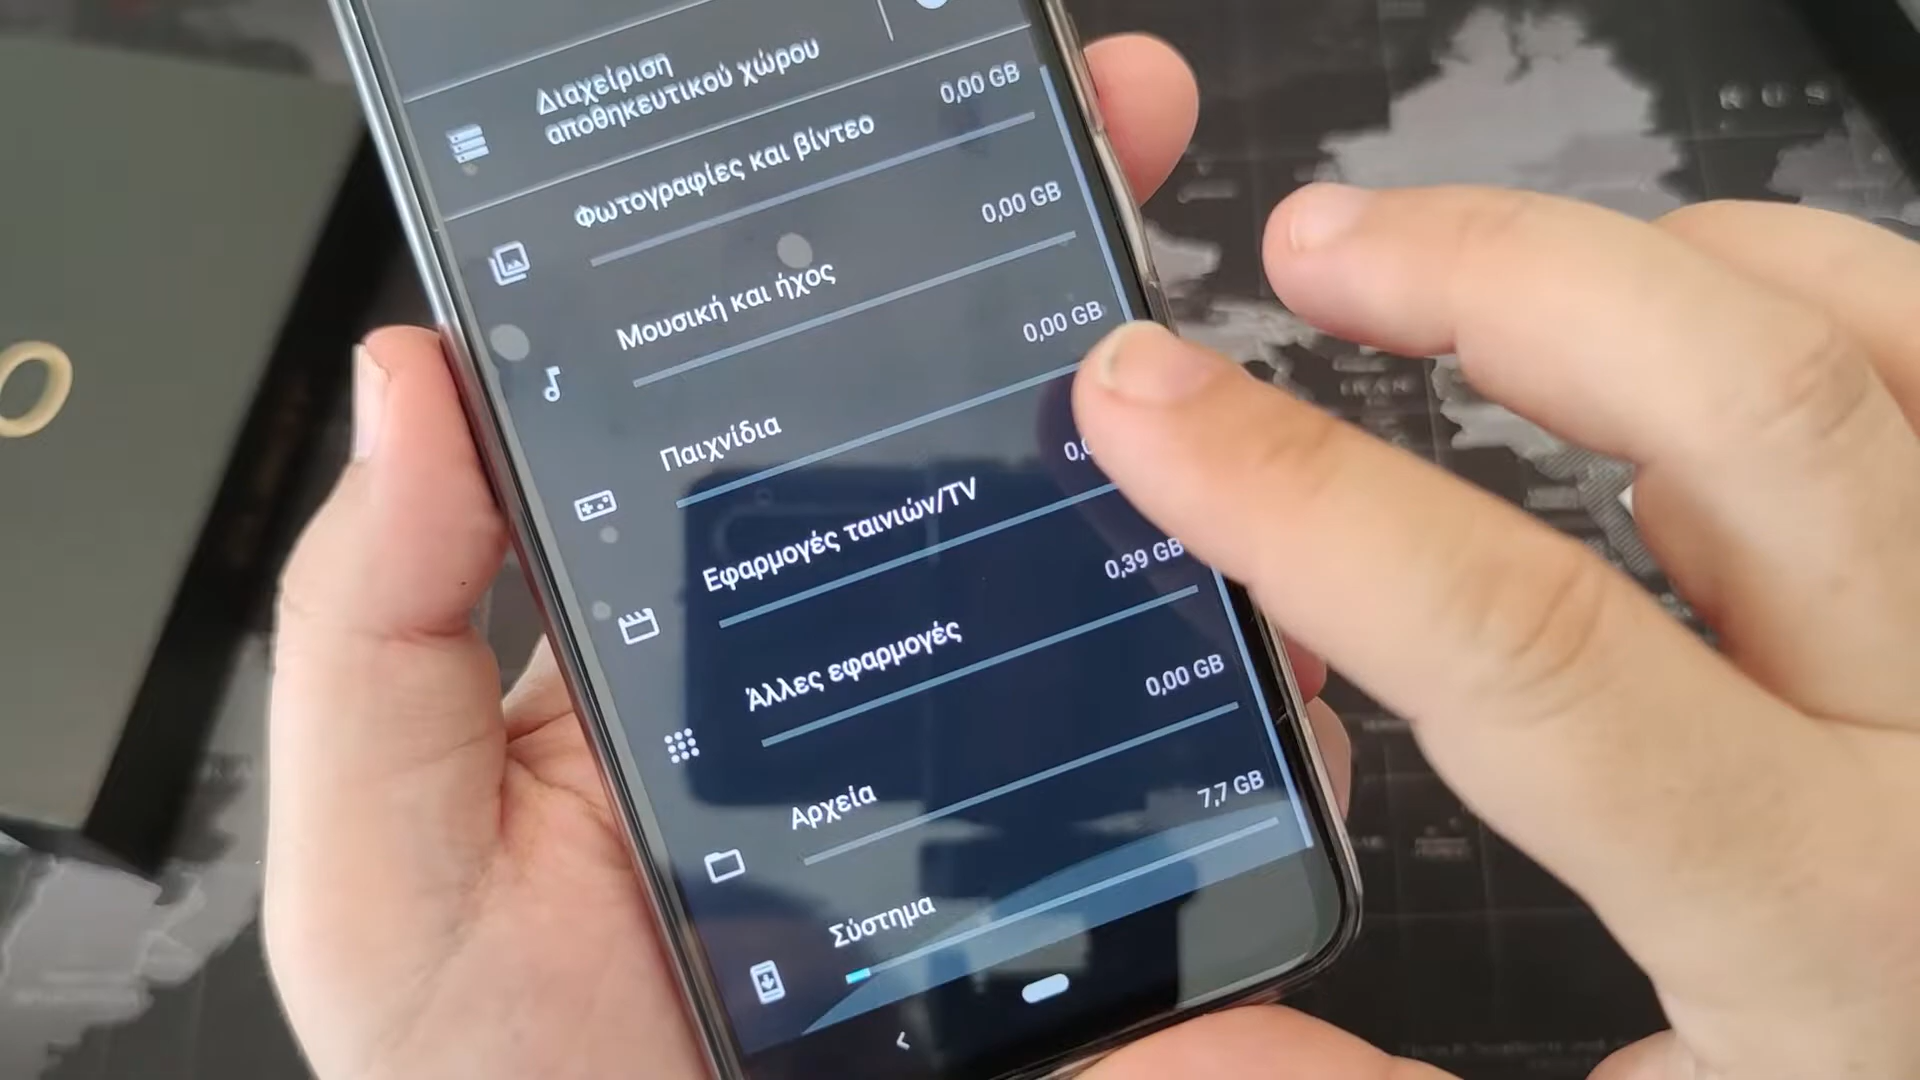 Διαχείριση
αποθηκευτικού χώρου
Φωτογραφίες και βίντεο 0,00 GB
Μουσική και ήχος 0,00 GB
Παιχνίδια 0,00 GB
Εφαρμογές ταινιών/TV
Άλλες εφαρμογές 0,39 GB
Αρχεία 0,00 GB
Σύστημα 7,7 GB